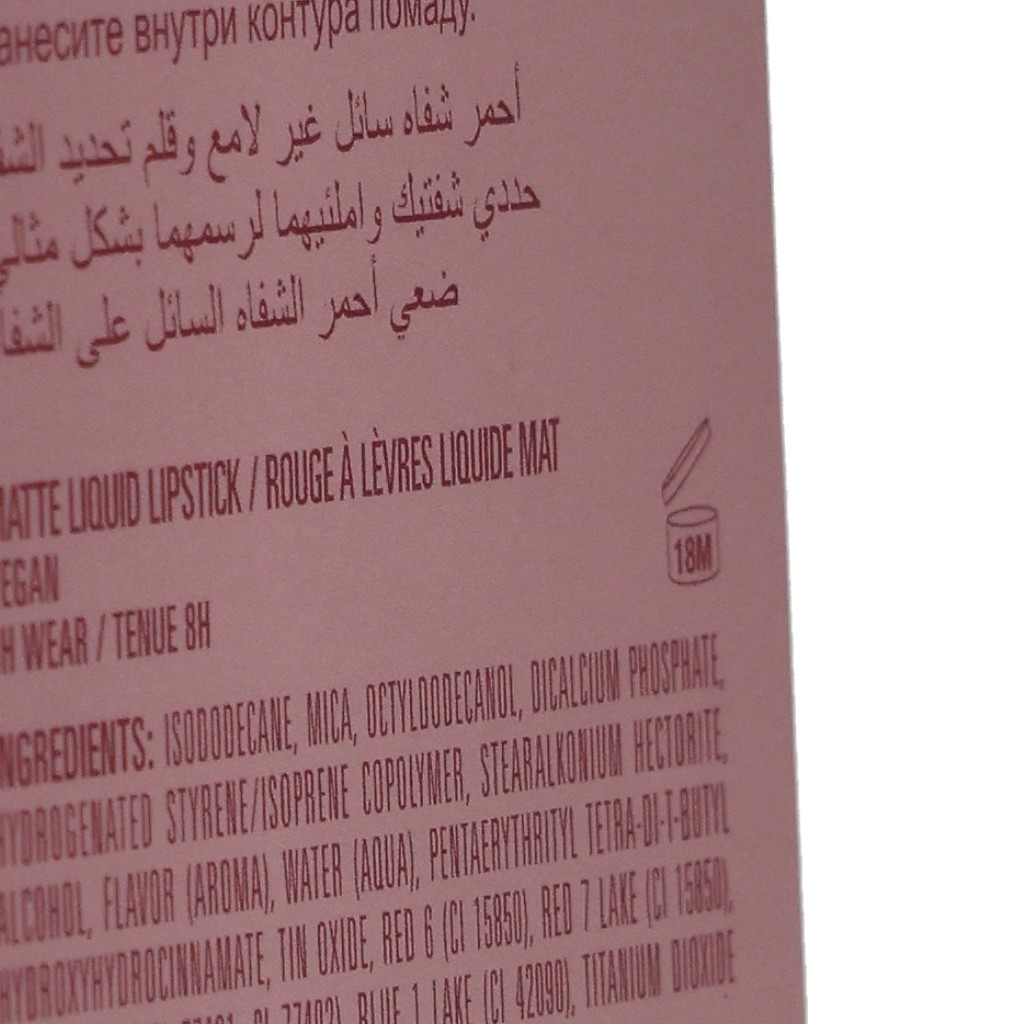 анесите внутри контура помаду.
أحمر شفاه سائل غير لامع وقلم تحديد
حددي شفتيك واملئيهما لرسمهما بشكل مثالي
ضعي أحمر الشفاه السائل على
MATTE LIQUID LIPSTICK / ROUGE À LÈVRES LIQUIDE MAT
18M
EGAN
H WEAR / TENUE 8H
NGREDIENTS: ISODODECANE, MICA, OCTYLDODECANOL, DICALCIUM PHOSPHATE,
HYDROGENATED STYRENE/ISOPRENE COPOLYMER, STEARALKONIUM HECTORITE,
ALCOHOL, FLAVOR (AROMA), WATER (AQUA), PENTAERYTHRITYL TETRA-DI-T-BUTYL
HYDROXYHYDROCINNAMATE, TIN OXIDE, RED 6 (CI 15850), RED 7 LAKE (CI 15850),
CI 77492), BLUE 1 LAKE (CI 42090), TITANIUM DIOXIDE